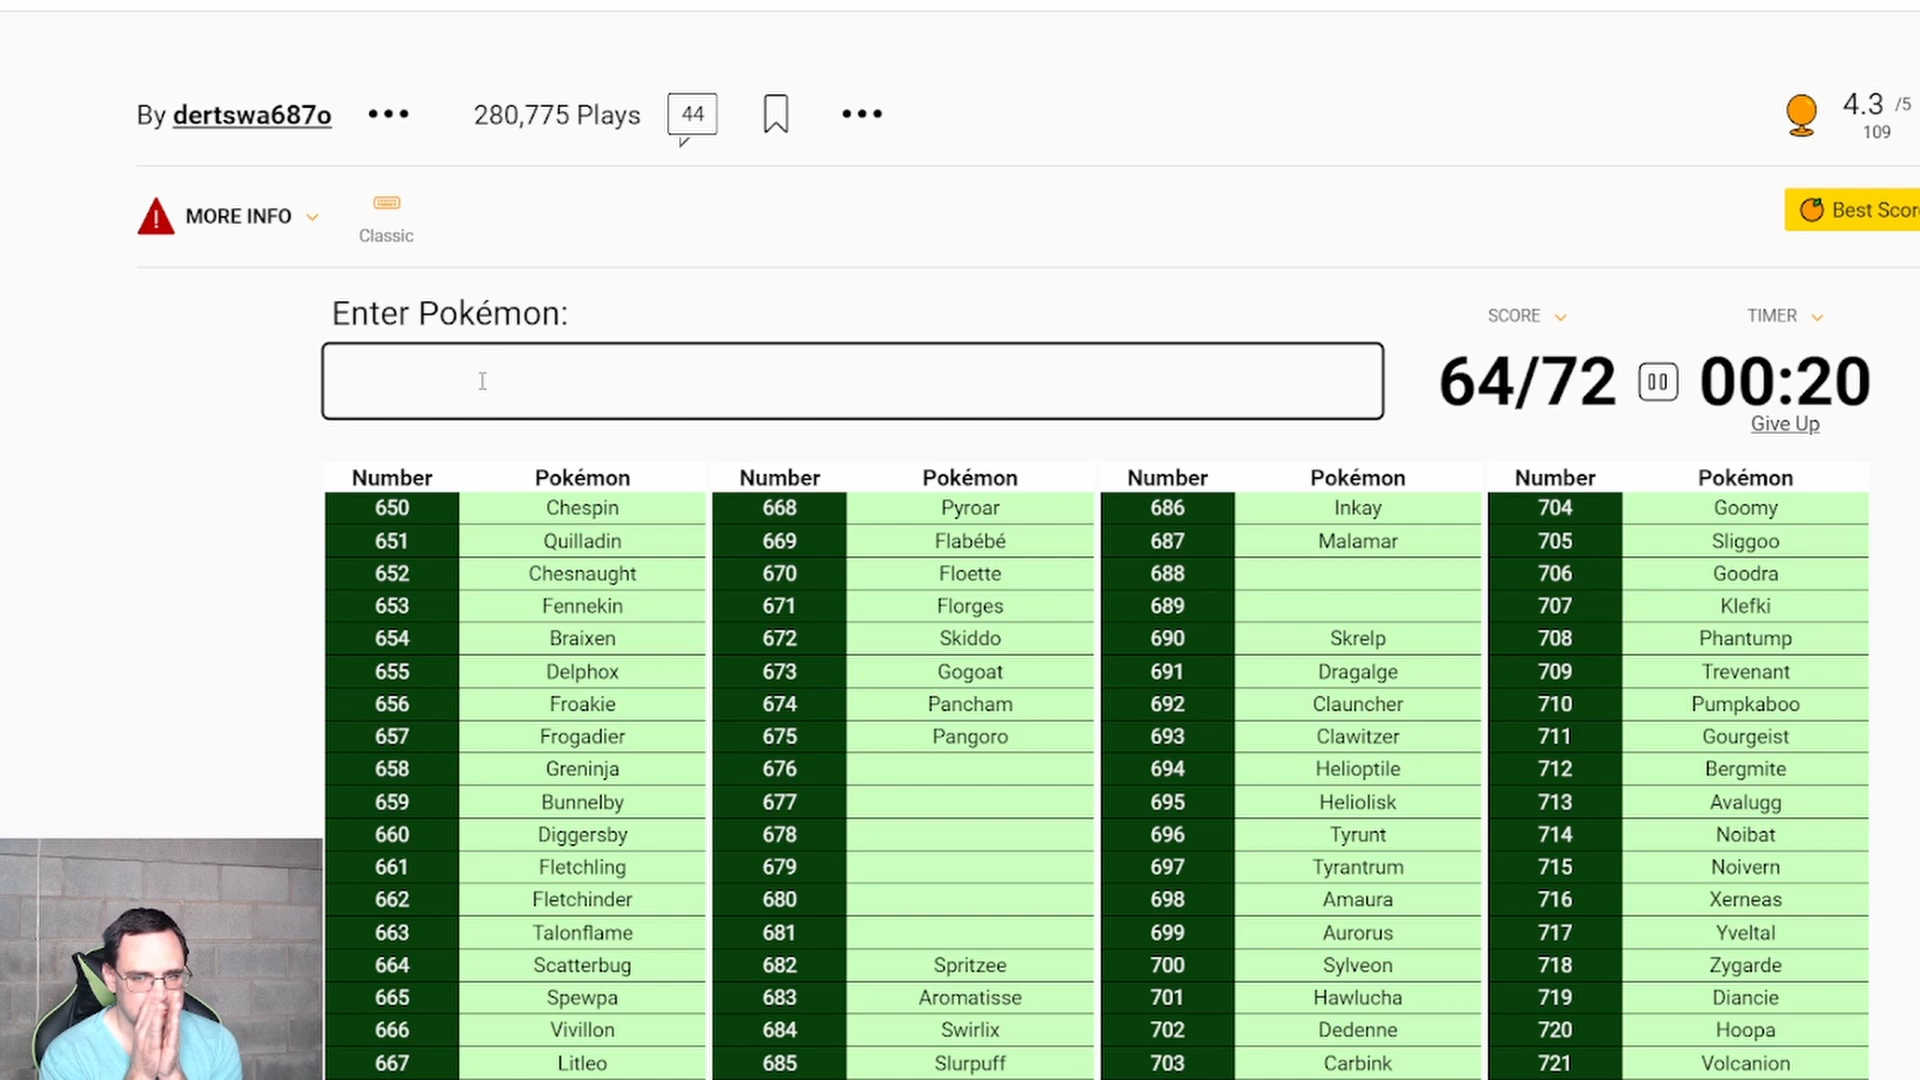 By dertswa687o ••• 280,775 Plays 44 ••• 4.3 /5
109
MORE INFO Classic Best Scor
Enter Pokémon:
SCORE TIMER
64/72 00:20
Give Up
Number Pokémon Number Pokémon Number Pokémon Number Pokémon
650 Chespin 668 Pyroar 686 Inkay 704 Goomy
651 Quilladin 669 Flabébé 687 Malamar 705 Sliggoo
652 Chesnaught 670 Floette 688 706 Goodra
653 Fennekin 671 Florges 689 707 Klefki
654 Braixen 672 Skiddo 690 Skrelp 708 Phantump
655 Delphox 673 Gogoat 691 Dragalge 709 Trevenant
656 Froakie 674 Pancham 692 Clauncher 710 Pumpkaboo
657 Frogadier 675 Pangoro 693 Clawitzer 711 Gourgeist
658 Greninja 676 694 Helioptile 712 Bergmite
659 Bunnelby 677 695 Heliolisk 713 Avalugg
660 Diggersby 678 696 Tyrunt 714 Noibat
661 Fletchling 679 697 Tyrantrum 715 Noivern
662 Fletchinder 680 698 Amaura 716 Xerneas
663 Talonflame 681 699 Aurorus 717 Yveltal
664 Scatterbug 682 Spritzee 700 Sylveon 718 Zygarde
665 Spewpa 683 Aromatisse 701 Hawlucha 719 Diancie
666 Vivillon 684 Swirlix 702 Dedenne 720 Hoopa
667 Litleo 685 Slurpuff 703 Carbink 721 Volcanion